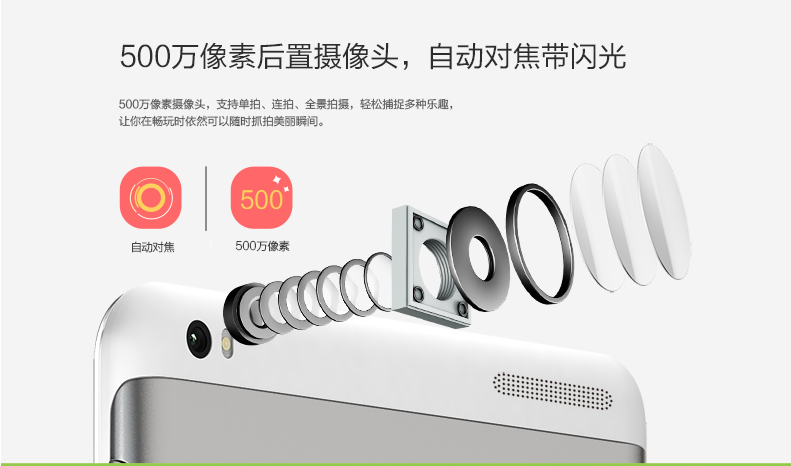 500万像素后置摄像头，自动对焦带闪光
500万像素摄像头，支持单拍、连拍、全景拍摄，轻松捕捉多种乐趣，
让你在畅玩时依然可以随时抓拍美丽瞬间。
500
自动对焦
500万像素